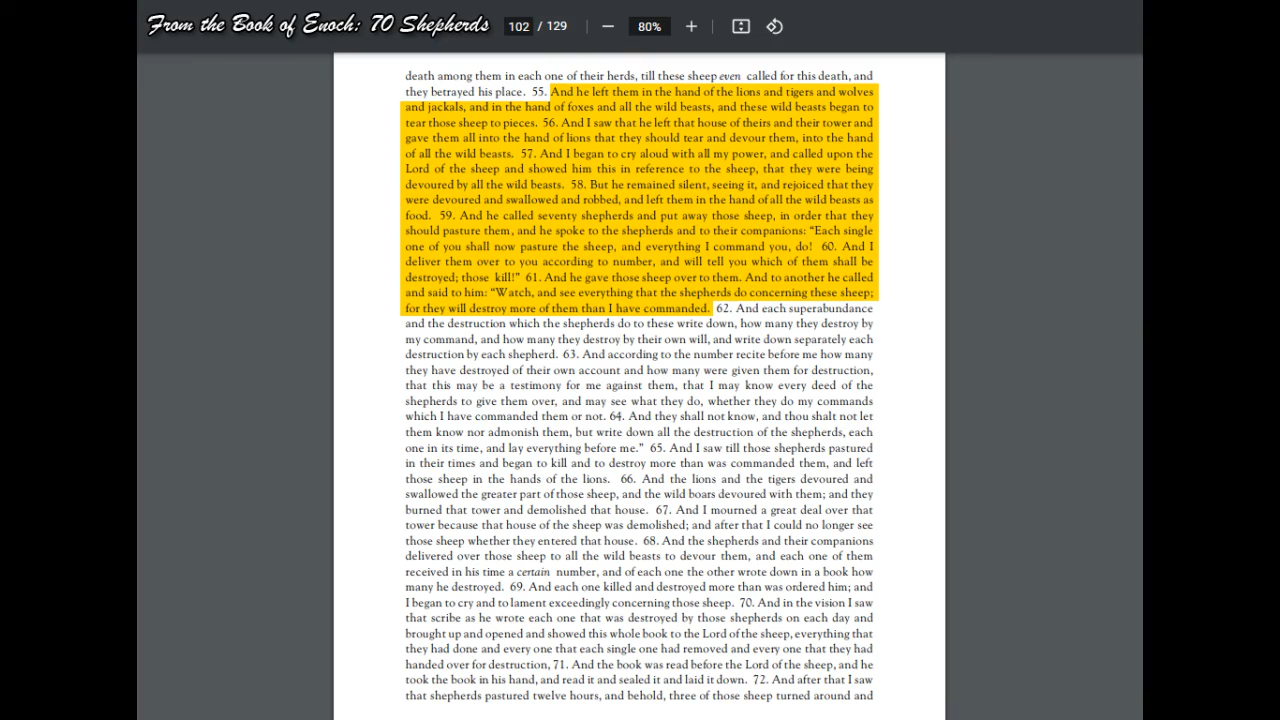 From the Book of Enoch: 70 Shepherds 102 / 129 80%
death among them in each one of their herds, till these sheep even called for this death, and
they betrayed his place. 55. And he left them in the hand of the lions and tigers and wolves
and jackals, and in the hand of foxes and all the wild beasts, and these wild beasts began to
tear those sheep to pieces. 56. And I saw that he left that house of theirs and their tower and
gave them all into the hand of lions that they should tear and devour them, into the hand
of all the wild beasts. 57. And I began to cry aloud with all my power, and called upon the
Lord of the sheep and showed him this in reference to the sheep, that they were being
devoured by all the wild beasts. 58. But he remained silent, seeing it, and rejoiced that they
were devoured and swallowed and robbed, and left them in the hand of all the wild beasts as
food. 59. And he called seventy shepherds and put away those sheep, in order that they
should pasture them, and he spoke to the shepherds and to their companions: “Each single
one of you shall now pasture the sheep, and everything I command you, do! 60. And I
deliver them over to you according to number, and will tell you which of them shall be
destroyed; those kill!” 61. And he gave those sheep over to them. And to another he called
and said to him: “Watch, and see everything that the shepherds do concerning these sheep;
for they will destroy more of them than I have commanded. 62. And each superabundance
and the destruction which the shepherds do to these write down, how many they destroy by
my command, and how many they destroy by their own will, and write down separately each
destruction by each shepherd. 63. And according to the number recite before me how many
they have destroyed of their own account and how many were given them for destruction,
that this may be a testimony for me against them, that I may know every deed of the
shepherds to give them over, and may see what they do, whether they do my commands
which I have commanded them or not. 64. And they shall not know, and thou shalt not let
them know nor admonish them, but write down all the destruction of the shepherds, each
one in its time, and lay everything before me.” 65. And I saw till those shepherds pastured
in their times and began to kill and to destroy more than was commanded them, and left
those sheep in the hands of the lions. 66. And the lions and the tigers devoured and
swallowed the greater part of those sheep, and the wild boars devoured with them; and they
burned that tower and demolished that house. 67. And I mourned a great deal over that
tower because that house of the sheep was demolished; and after that I could no longer see
those sheep whether they entered that house. 68. And the shepherds and their companions
delivered over those sheep to all the wild beasts to devour them, and each one of them
received in his time a certain number, and of each one the other wrote down in a book how
many he destroyed. 69. And each one killed and destroyed more than was ordered him; and
I began to cry and to lament exceedingly concerning those sheep. 70. And in the vision I saw
that scribe as he wrote each one that was destroyed by those shepherds on each day and
brought up and opened and showed this whole book to the Lord of the sheep, everything that
they had done and every one that each single one had removed and every one that they had
handed over for destruction, 71. And the book was read before the Lord of the sheep, and he
took the book in his hand, and read it and sealed it and laid it down. 72. And after that I saw
that shepherds pastured twelve hours, and behold, three of those sheep turned around and